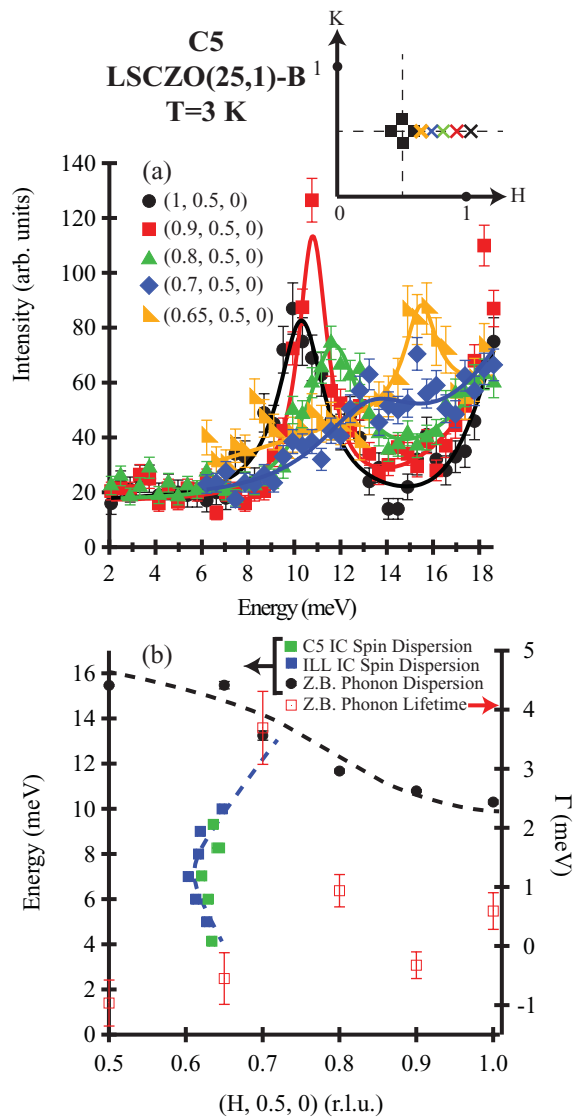 C5
LSCZO(25,1)-B
T=3 K
K
1
0
1
H
(a)
(1, 0.5, 0)
(0.9, 0.5, 0)
(0.8, 0.5, 0)
(0.7, 0.5, 0)
(0.65, 0.5, 0)
Intensity (arb. units)
140
120
100
80
60
40
20
0
2 4 6 8 10 12 14 16 18
Energy (meV)
(b)
C5 IC Spin Dispersion
ILL IC Spin Dispersion
Z.B. Phonon Dispersion
Z.B. Phonon Lifetime
Energy (meV)
16
14
12
10
8
6
4
2
0
5
4
3
2
1
0
-1
Γ (meV)
0.5 0.6 0.7 0.8 0.9 1.0
(H, 0.5, 0) (r.l.u.)